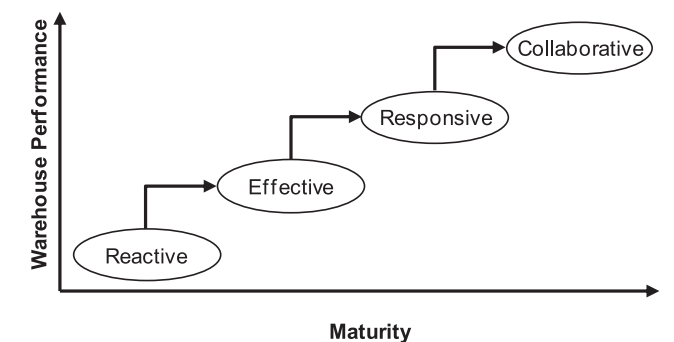 Warehouse Performance
Collaborative
Responsive
Effective
Reactive
Maturity